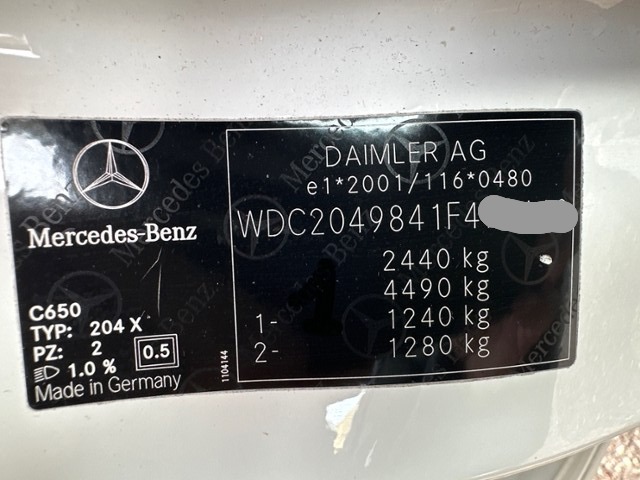 Mercedes-Benz
C650
TYP: 204 X
PZ: 2
0.5
1.0 %
Made in Germany
1104144
DAIMLER AG
e1*2001/116*0480
WDC2049841F4
2440 kg
4490 kg
1- 1240 kg
2- 1280 kg